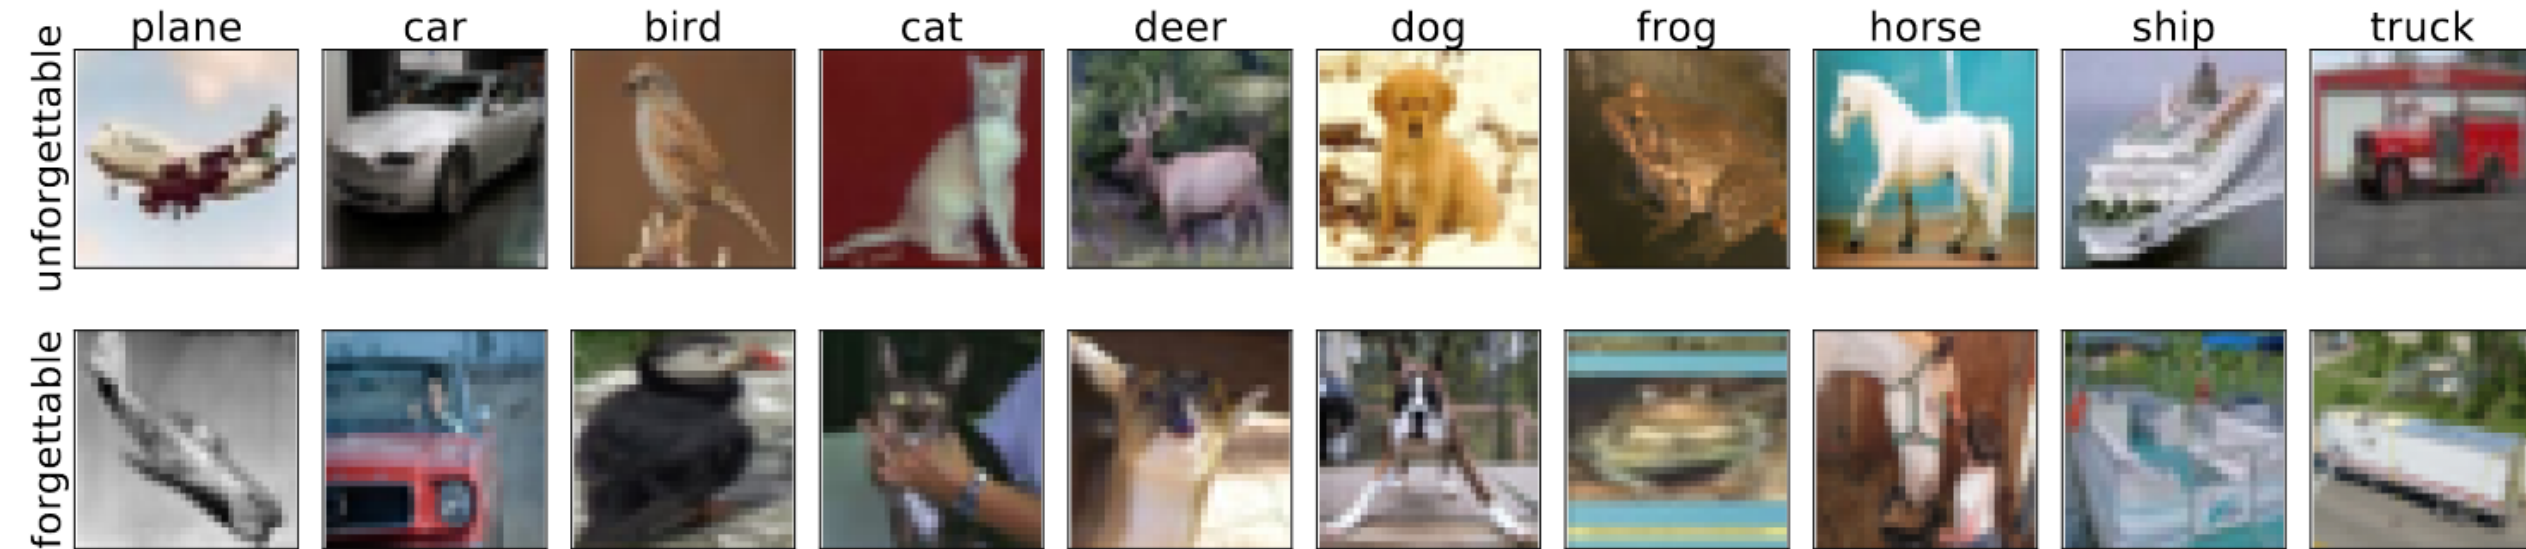 plane car bird cat deer dog frog horse ship truck
unforgettable
forgettable